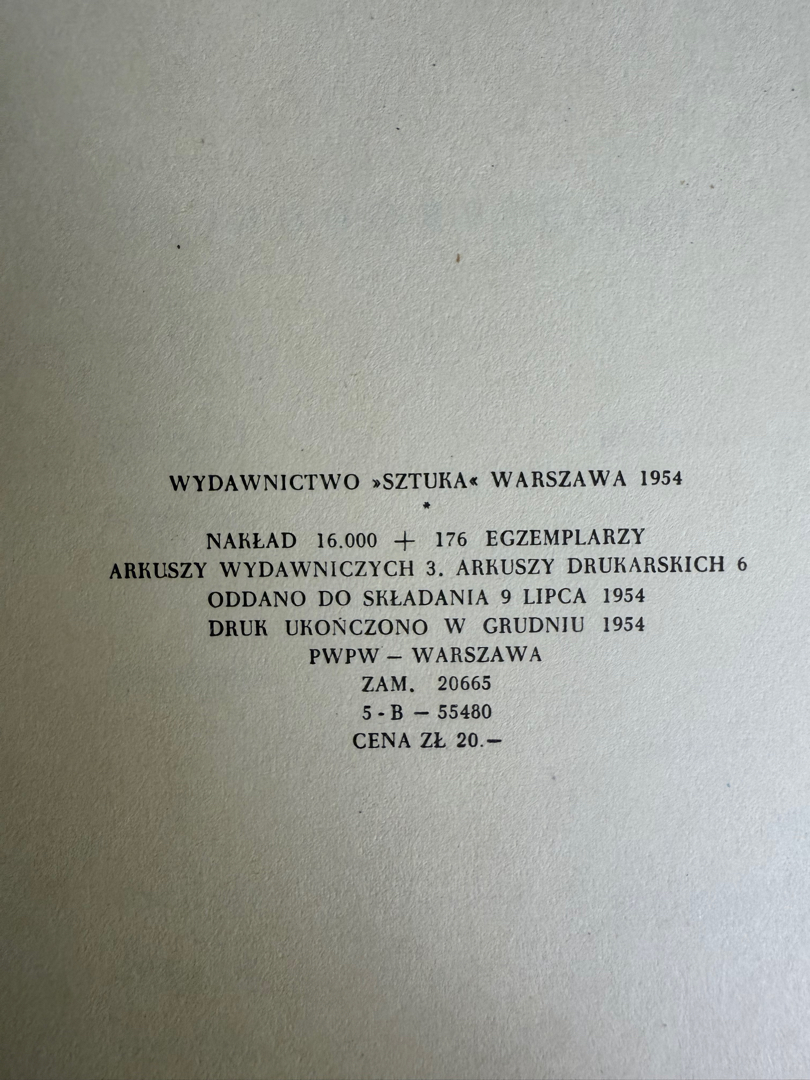 WYDAWNICTWO »SZTUKA« WARSZAWA 1954
*
NAKŁAD 16.000 + 176 EGZEMPLARZY
ARKUSZY WYDAWNICZYCH 3. ARKUSZY DRUKARSKICH 6
ODDANO DO SKŁADANIA 9 LIPCA 1954
DRUK UKOŃCZONO W GRUDNIU 1954
PWPW — WARSZAWA
ZAM. 20665
5 - B — 55480
CENA ZŁ 20.—